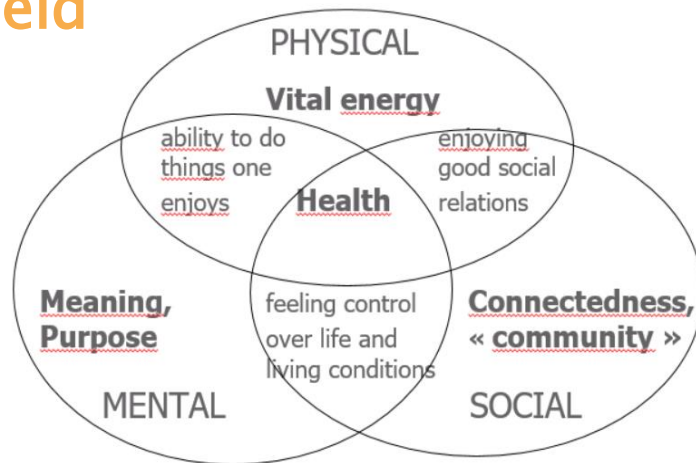 eld
PHYSICAL
Vital energy
ability to do
things one
enjoys
enjoying
good social
relations
Health
Meaning,
Purpose
feeling control
over life and
living conditions
Connectedness,
« community »
MENTAL
SOCIAL